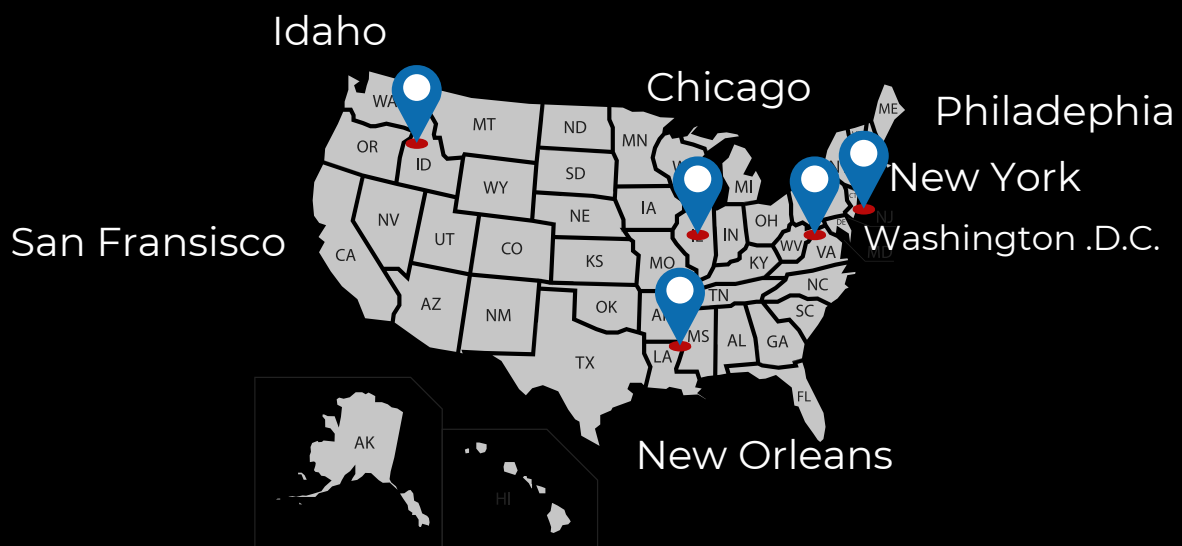 Idaho
Chicago
Philadephia
New York
San Fransisco
Washington .D.C.
New Orleans
WA
MT
ND
MN
ME
OR
ID
SD
WY
MI
IA
NE
NV
UT
CO
IL
IN
OH
NJ
DE
CA
KS
MO
WV
VA
MD
KY
AZ
NM
OK
TN
NC
SC
MS
AL
GA
TX
LA
FL
AK
HI